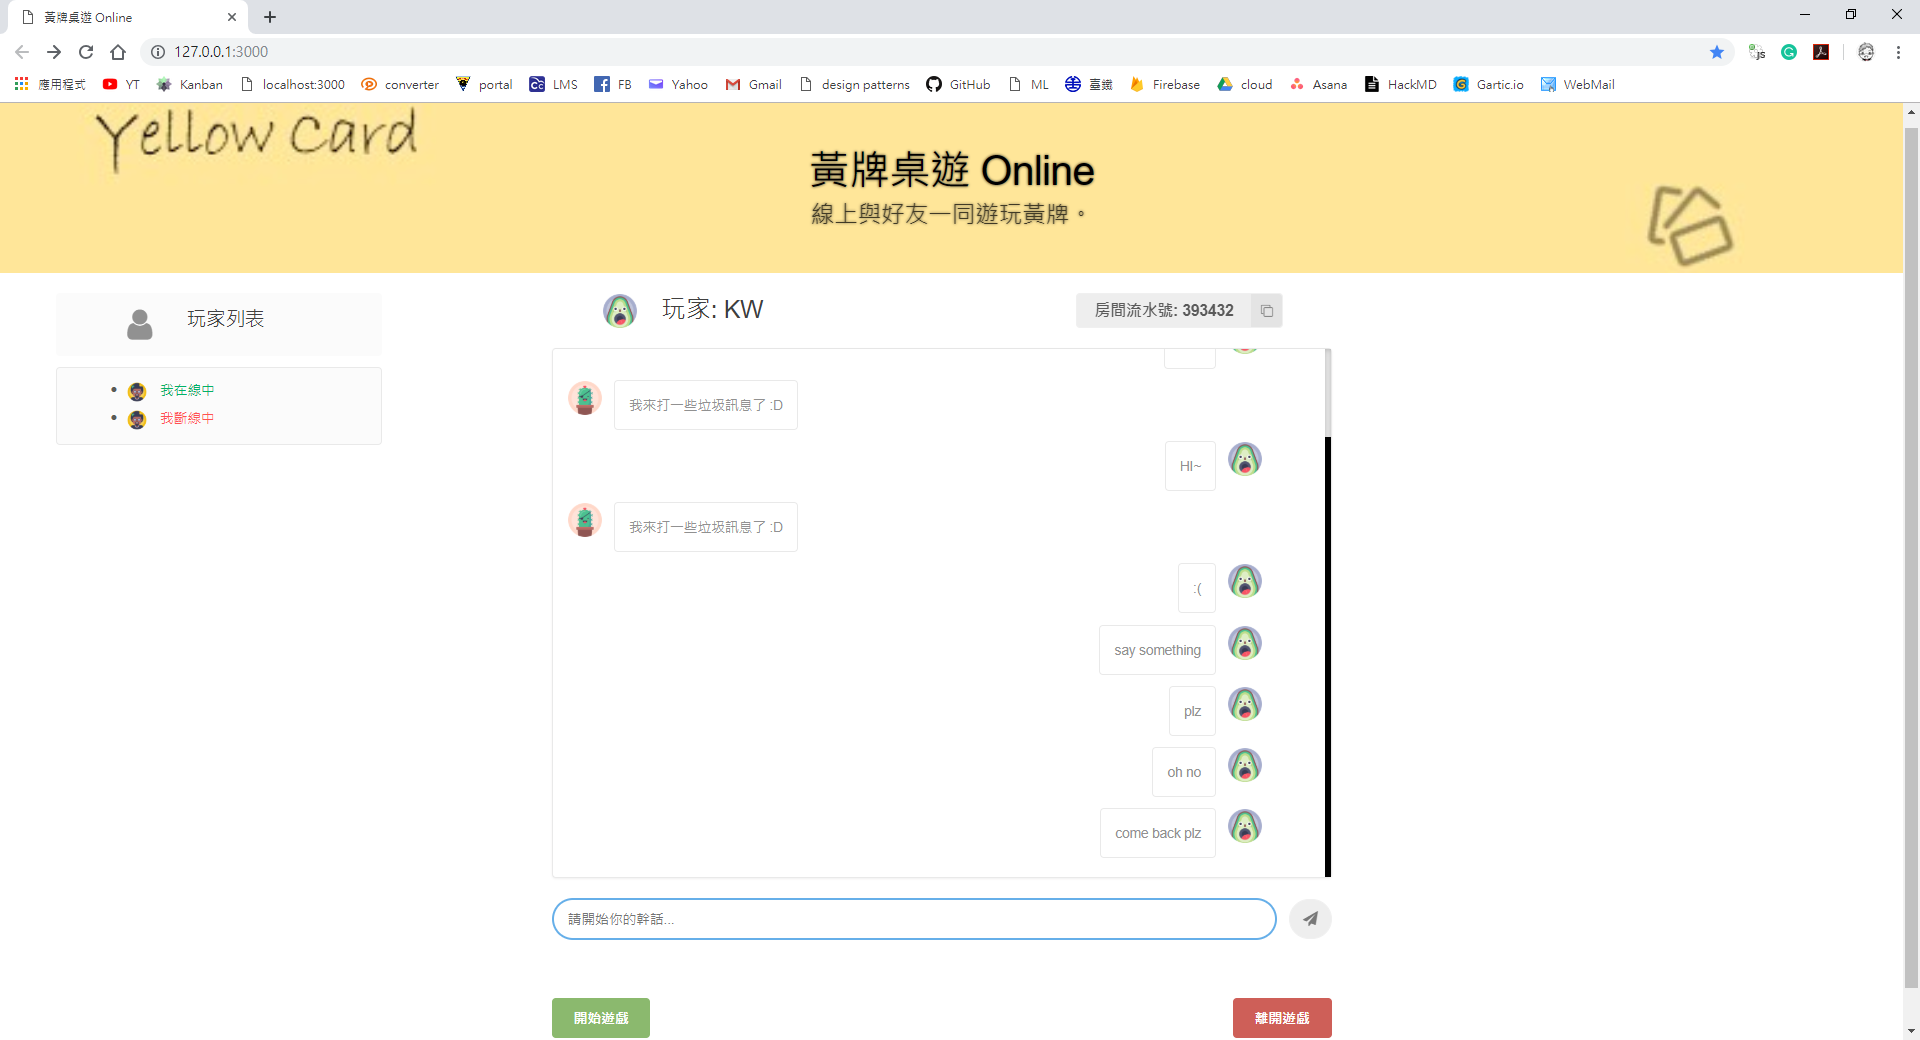 黃牌桌遊 Online
127.0.0.1:3000
應用程式 YT Kanban localhost:3000 converter portal LMS FB Yahoo Gmail design patterns GitHub ML 臺鐵 Firebase cloud Asana HackMD Gartic.io WebMail
Yellow Card
黃牌桌遊 Online
線上與好友一同遊玩黃牌。
玩家列表
我在線中
我斷線中
玩家: KW
房間流水號: 393432
我來打一些垃圾訊息了 :D
HI~
我來打一些垃圾訊息了 :D
:(
say something
plz
oh no
come back plz
請開始你的幹話...
開始遊戲
離開遊戲